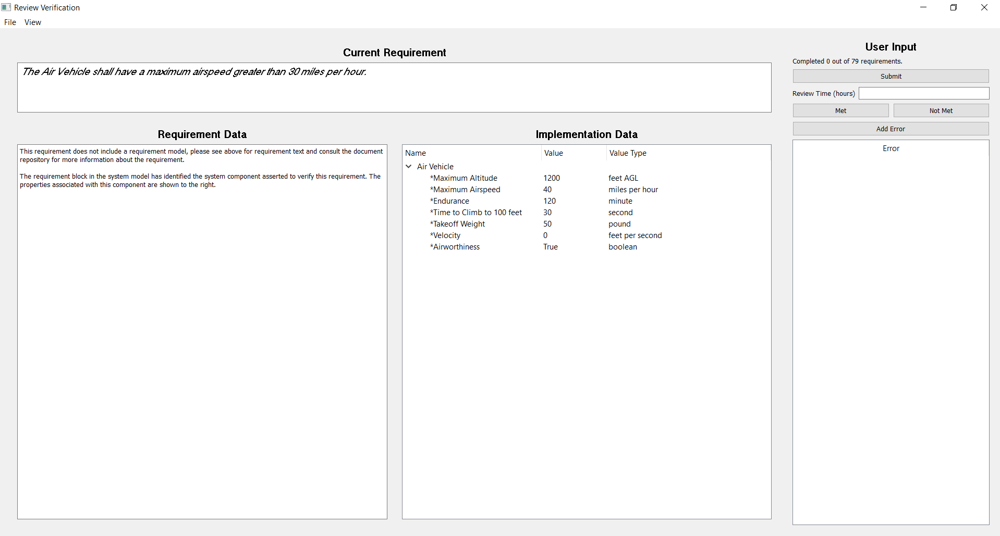 Review Verification
File View
Current Requirement
The Air Vehicle shall have a maximum airspeed greater than 30 miles per hour.
Requirement Data
This requirement does not include a requirement model, please see above for requirement text and consult the document
repository for more information about the requirement.
The requirement block in the system model has identified the system component asserted to verify this requirement. The
properties associated with this component are shown to the right.
Implementation Data
Name Value Value Type
Air Vehicle
*Maximum Altitude 1200 feet AGL
*Maximum Airspeed 40 miles per hour
*Endurance 120 minute
*Time to Climb to 100 feet 30 second
*Takeoff Weight 50 pound
*Velocity 0 feet per second
*Airworthiness True boolean
User Input
Completed 0 out of 79 requirements.
Submit
Review Time (hours)
Met Not Met
Add Error
Error